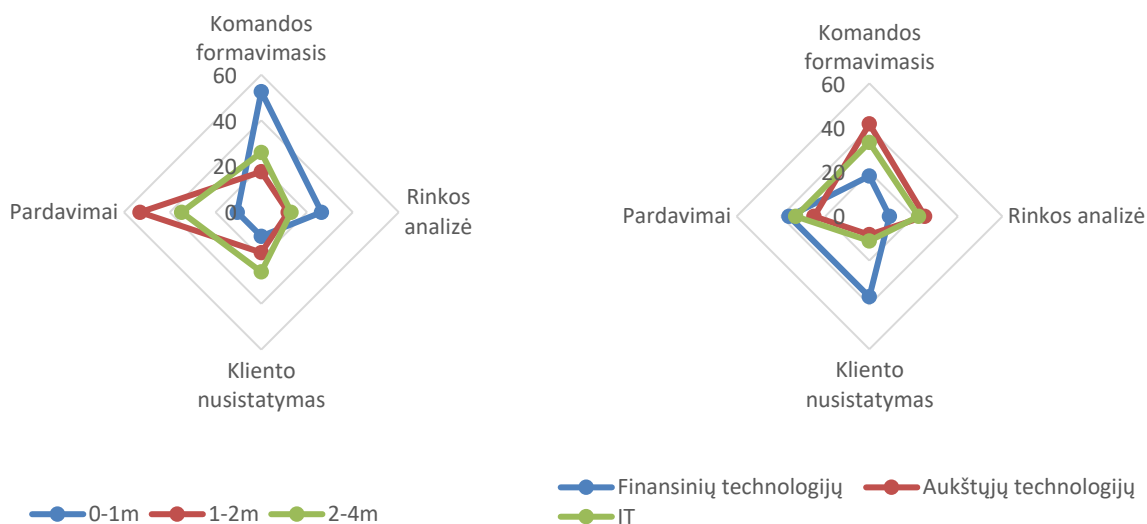 Komandos
formavimasis
60
40
20
0
Pardavimai
Rinkos
analizė
Kliento
nusistatymas
0-1m
1-2m
2-4m
Komandos
formavimasis
60
40
20
0
Pardavimai
Rinkos analizė
Kliento
nusistatymas
Finansinių technologijų
Aukštųjų technologijų
IT